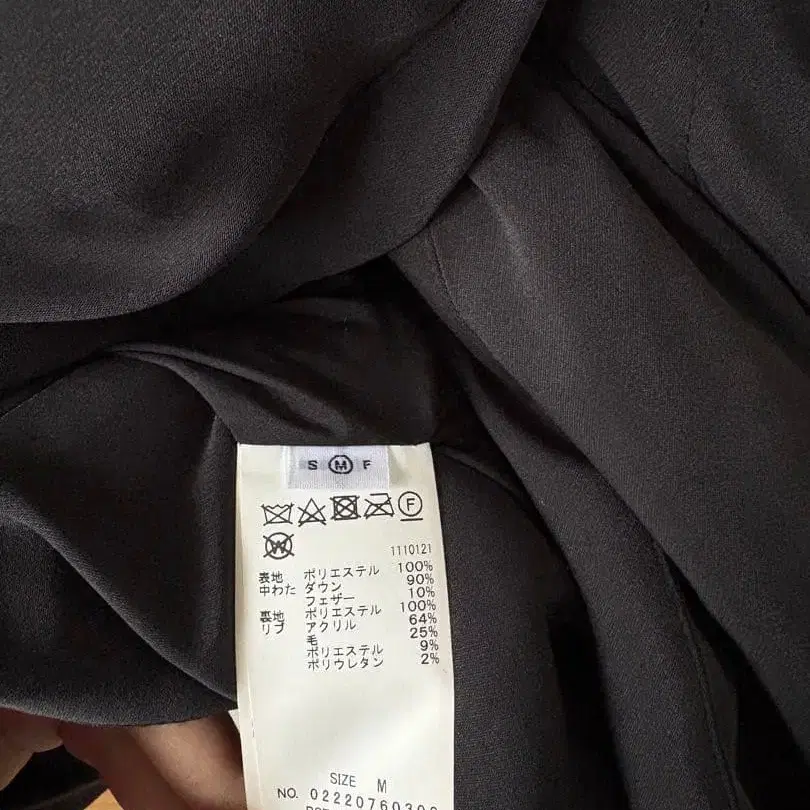 S M F
F
W
1110121
表地 ポリエステル 100%
中わた ダウン 90%
フェザー 10%
裏地 ポリエステル 100%
リブ アクリル 64%
毛 25%
ポリエステル 9%
ポリウレタン 2%
SIZE M
NO.